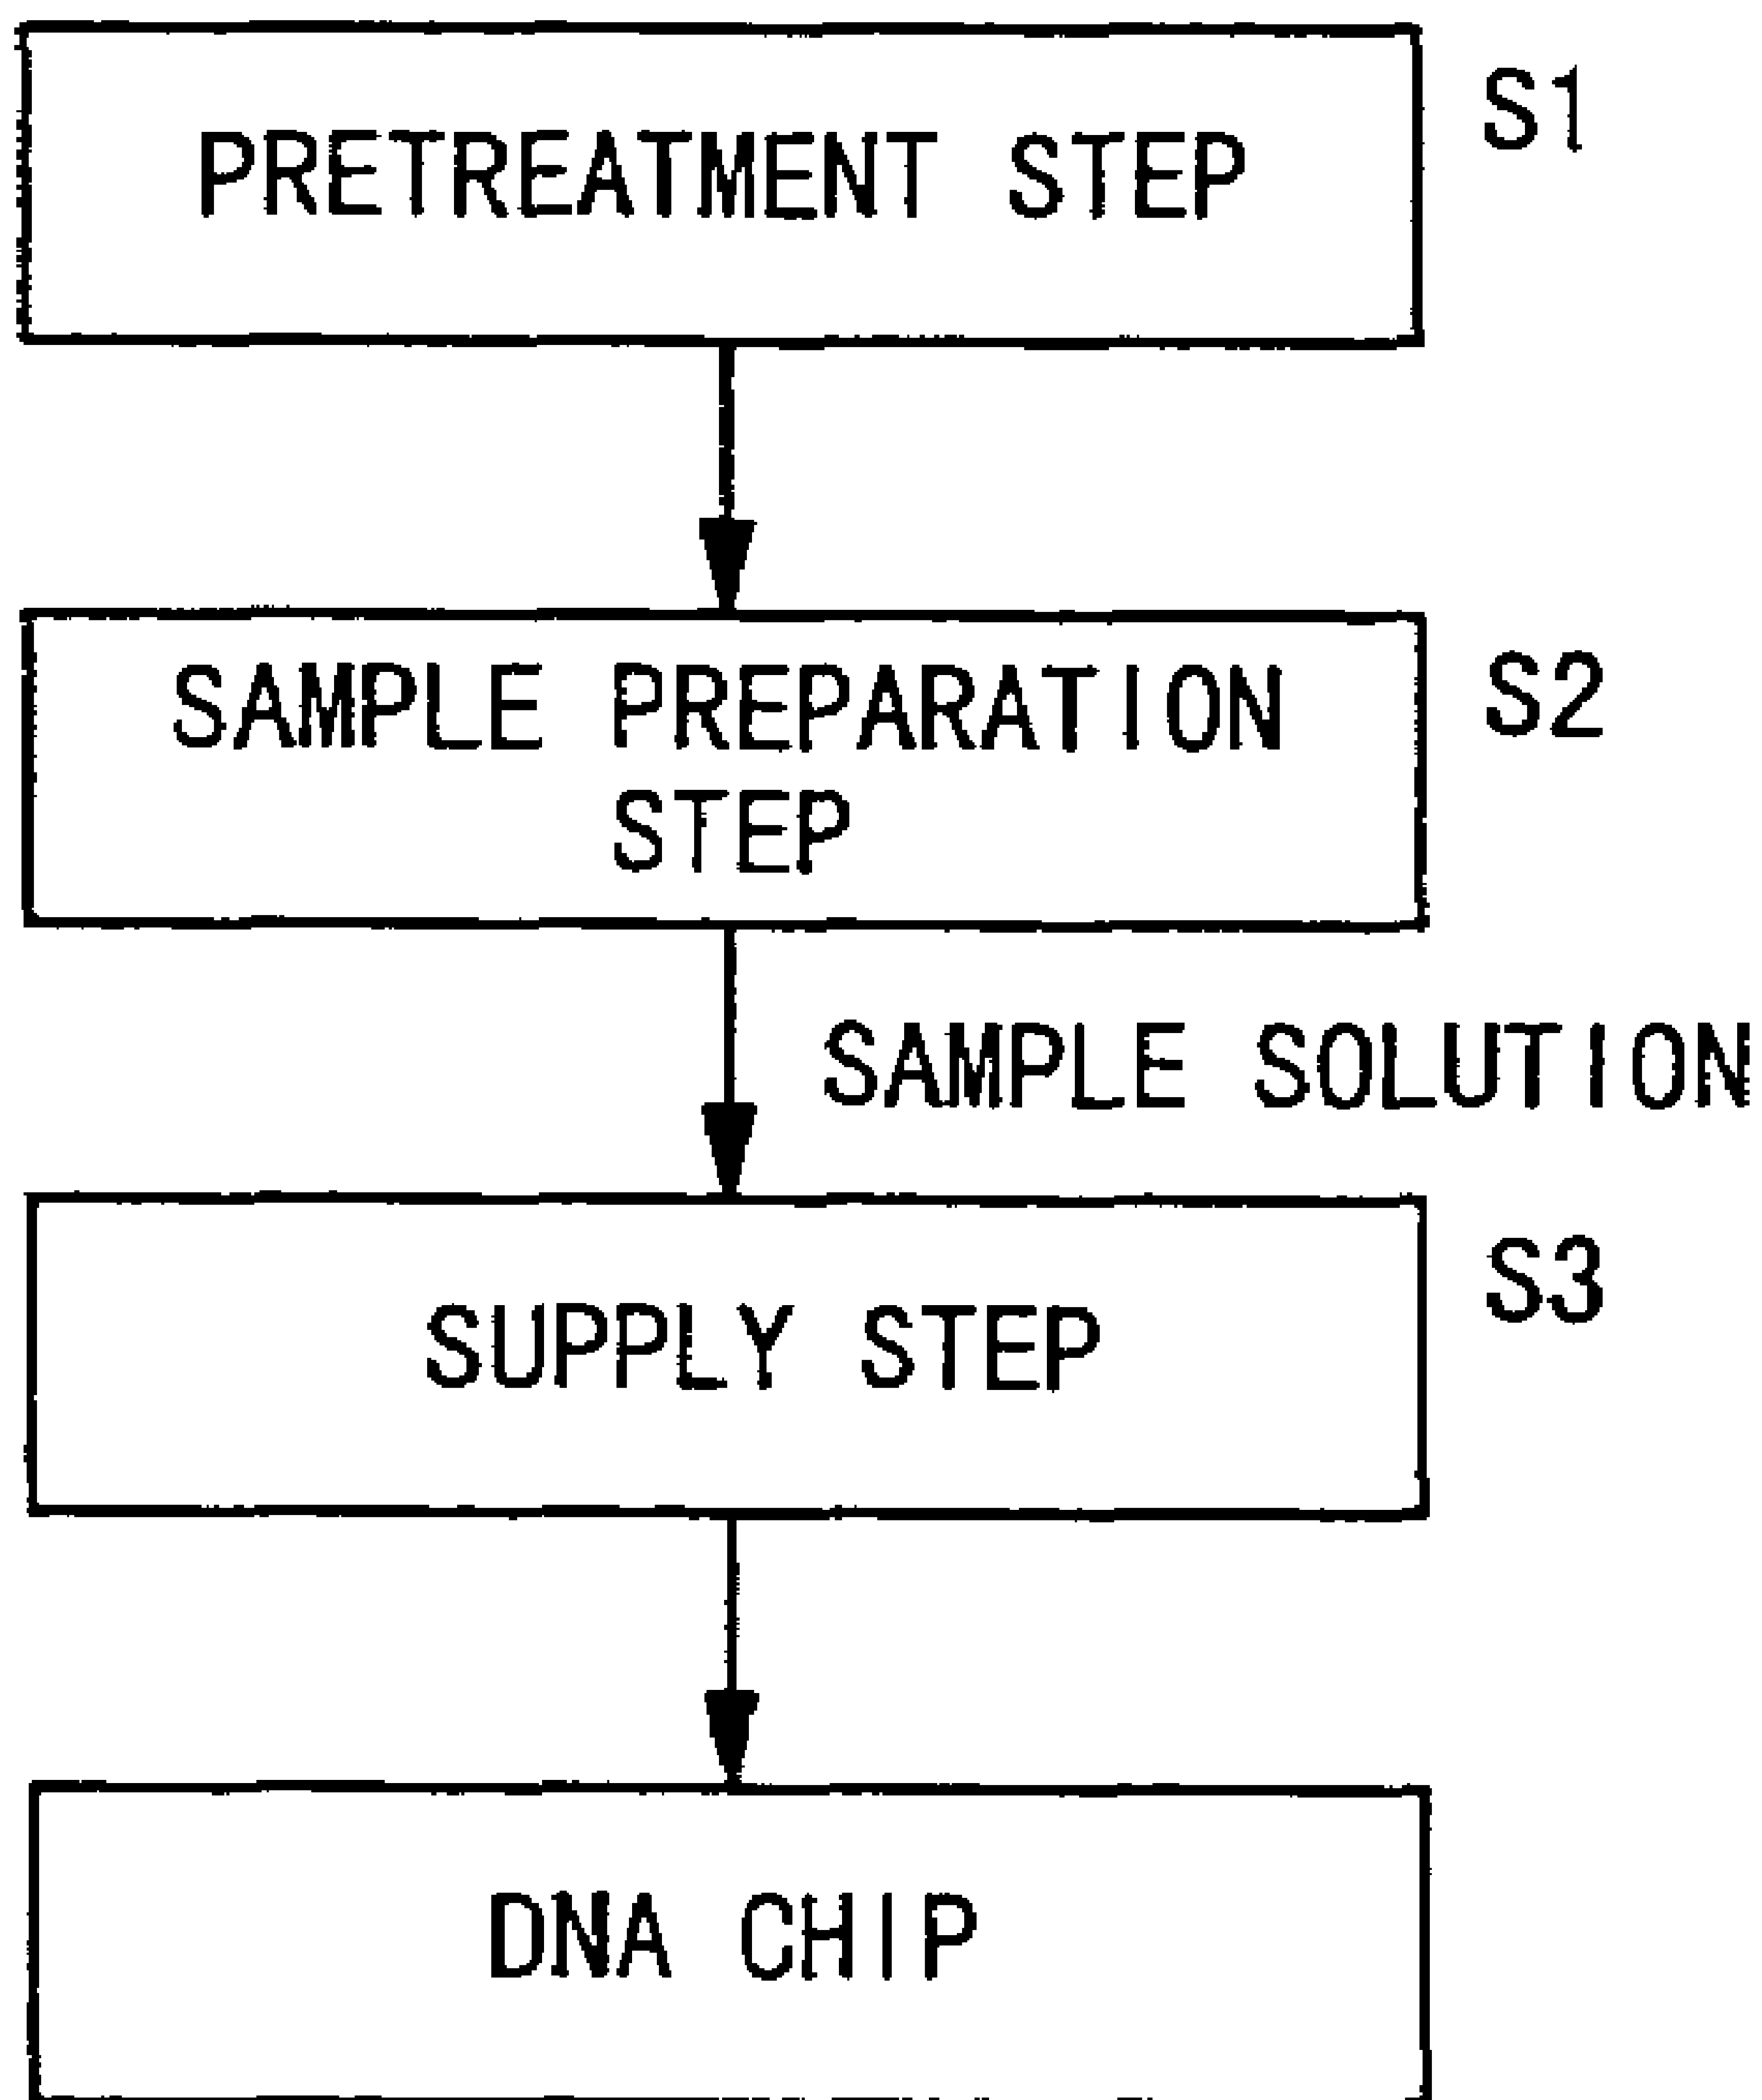 PRETREATMENT STEP
S1
SAMPLE PREPARATION
STEP
S2
SAMPLE SOLUTION
SUPPLY STEP
S3
DNA CHIP